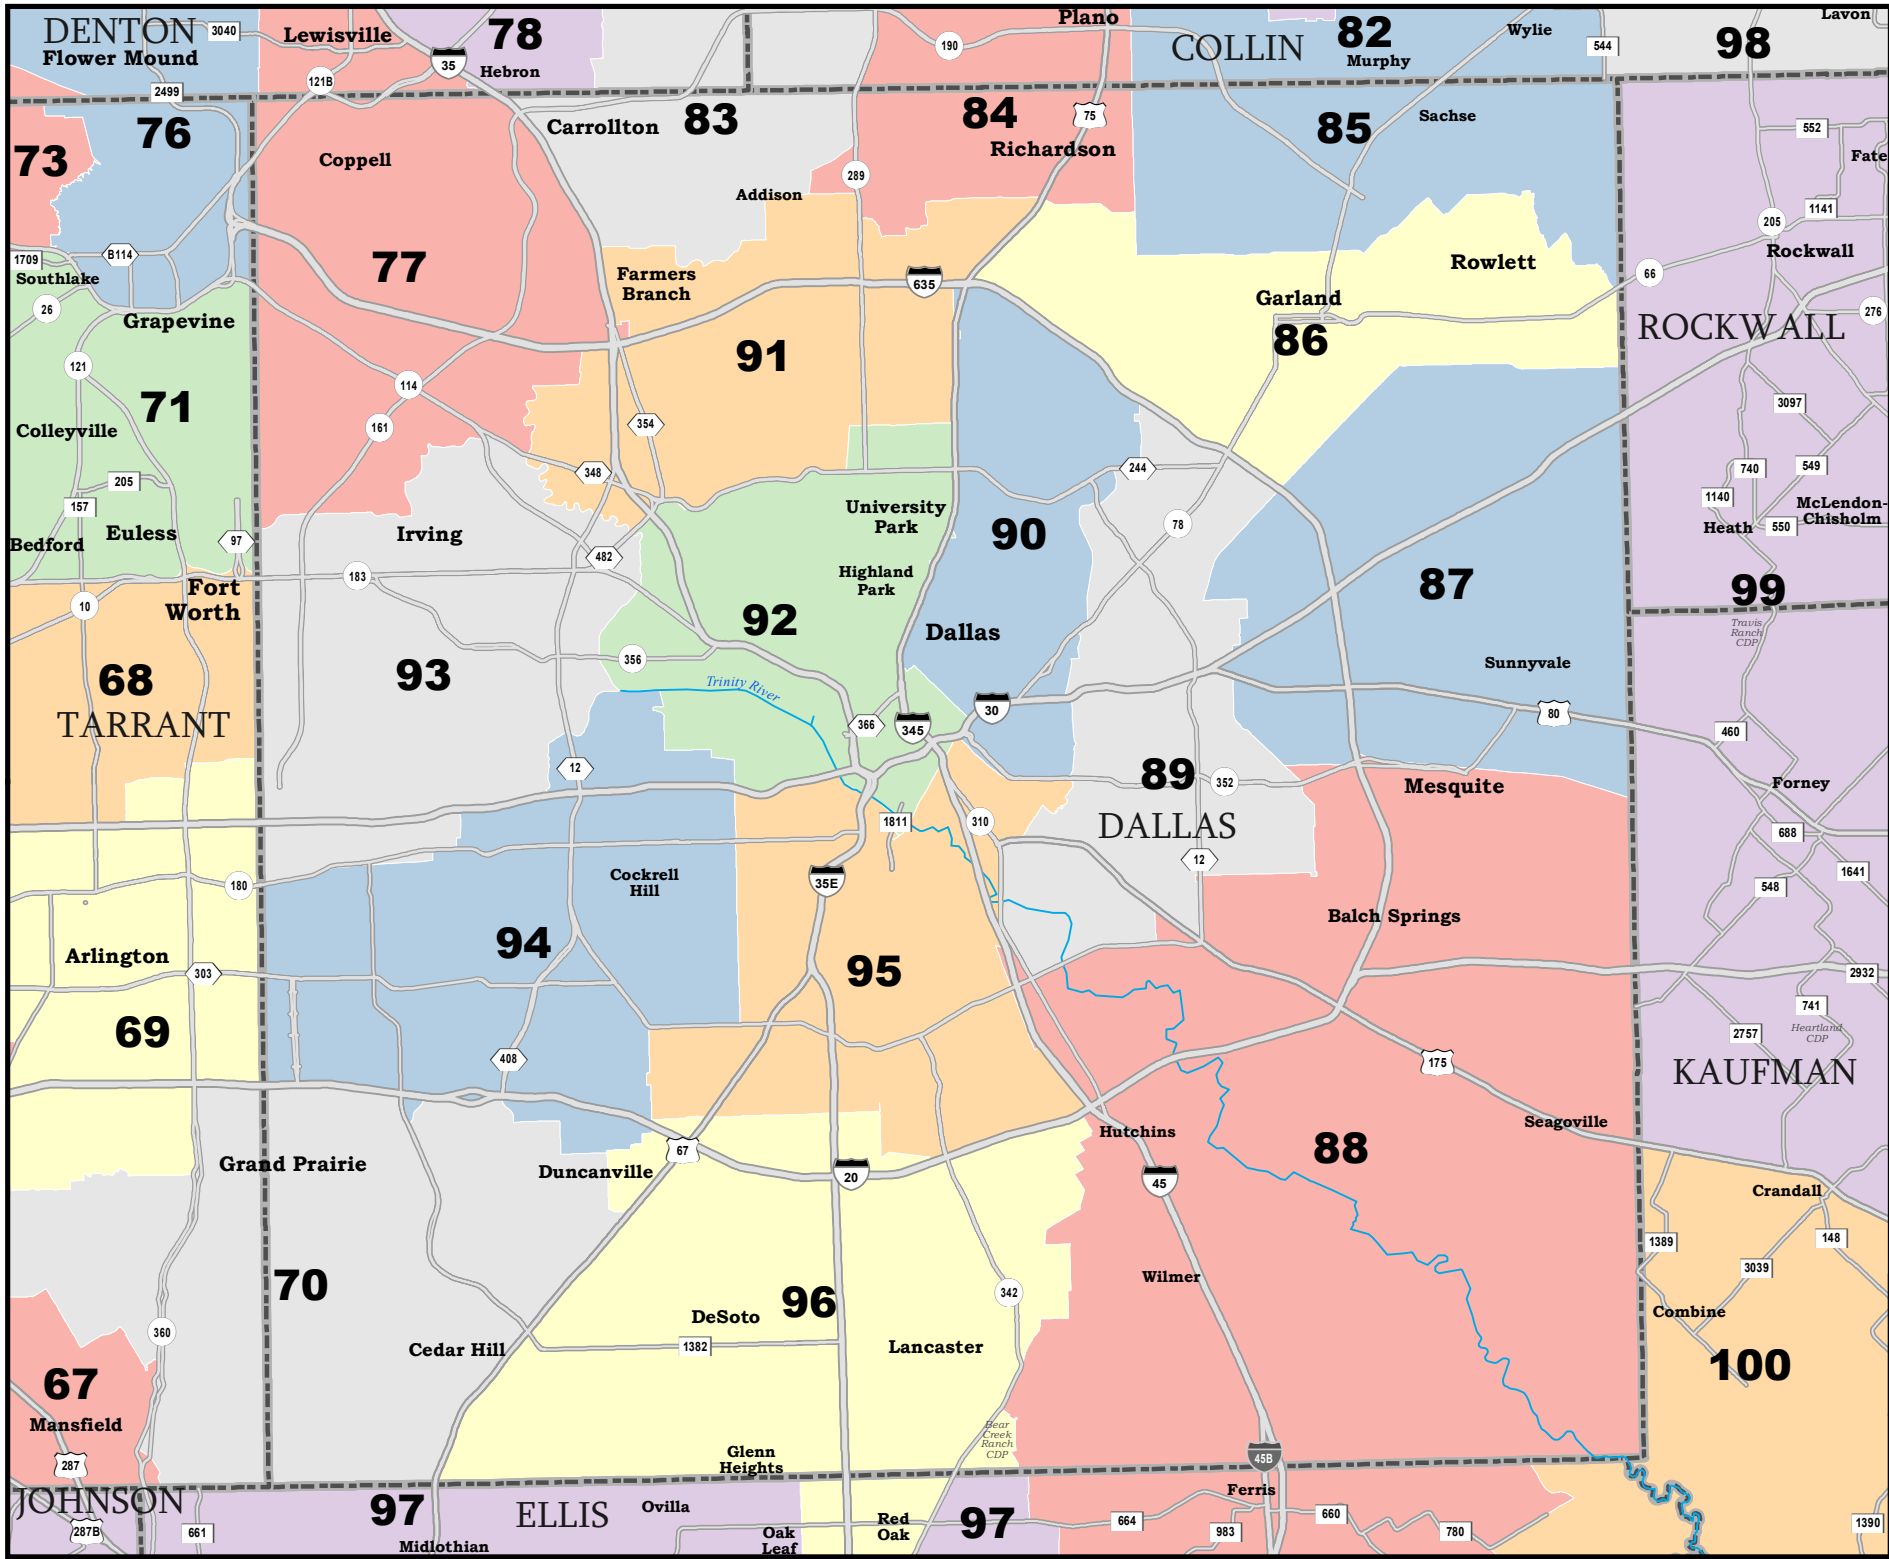 DENTON
3040
Lewisville
78
Plano
COLLIN
82
Wylie
Lavon
Flower Mound
35
Hebron
190
Murphy
544
98
2499
121B
76
Carrollton
83
84
75
85
Sachse
552
73
Coppell
Richardson
Fate
Addison
289
1141
205
1709
B114
77
Rockwall
Southlake
Farmers
Branch
635
Rowlett
66
26
Grapevine
Garland
86
ROCKWALL
276
121
91
114
71
161
354
3097
Colleyville
348
244
740
549
205
157
Irving
University
Park
78
1140
McLendon-
Chisholm
Euless
97
90
Heath
550
Bedford
482
183
Highland
Park
87
99
Fort
Worth
10
92
Dallas
Travis
Ranch
CDP
356
93
Sunnyvale
68
Trinity River
TARRANT
366
345
30
80
460
12
89
352
Mesquite
Forney
1811
310
DALLAS
688
12
180
Cockrell
Hill
35E
548
1641
Balch Springs
94
Arlington
303
95
2932
69
741
Heartland
CDP
2757
408
175
KAUFMAN
Hutchins
Seagoville
67
88
Grand Prairie
Duncanville
20
45
Crandall
1389
148
70
Wilmer
3039
96
342
Combine
DeSoto
360
1382
Cedar Hill
Lancaster
100
67
Mansfield
Bear
Creek
Ranch
CDP
287
Glenn
Heights
45B
JOHNSON
97
ELLIS
Ovilla
Ferris
287B
661
Oak
Leaf
Red
Oak
97
664
983
660
780
1390
Midlothian